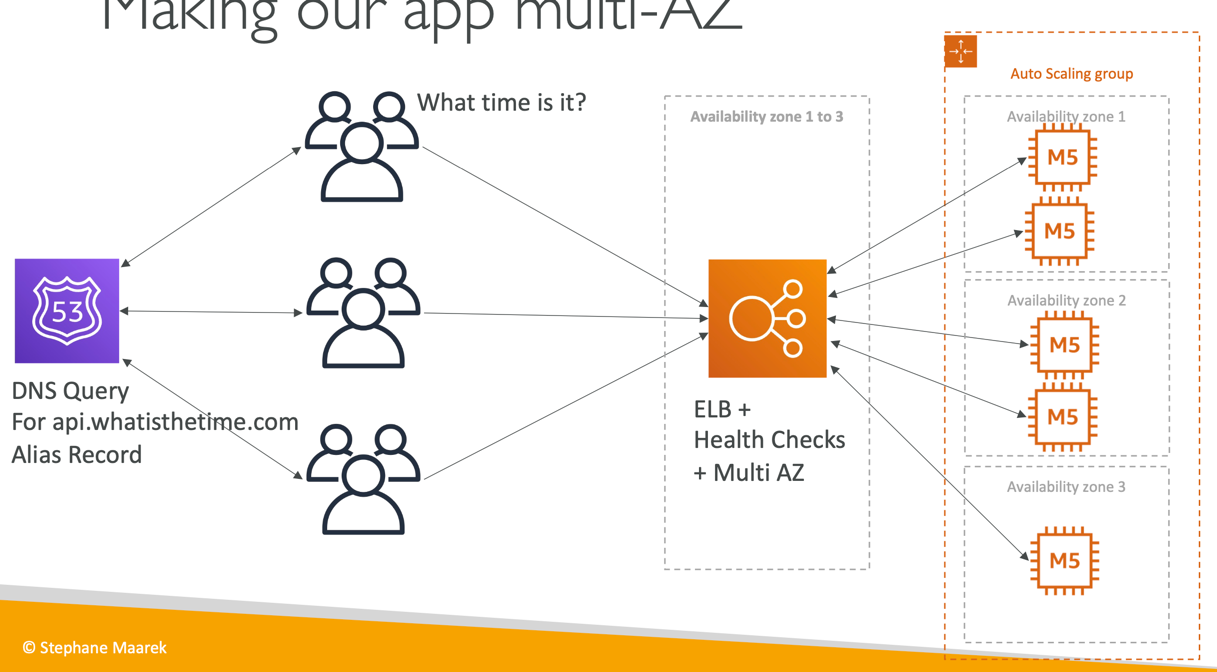 Making our app multi-AZ
What time is it?
Availability zone 1 to 3
Auto Scaling group
Availability zone 1
M5
M5
Availability zone 2
M5
M5
Availability zone 3
M5
53
DNS Query
For api.whatisthetime.com
Alias Record
ELB +
Health Checks
+ Multi AZ
© Stephane Maarek